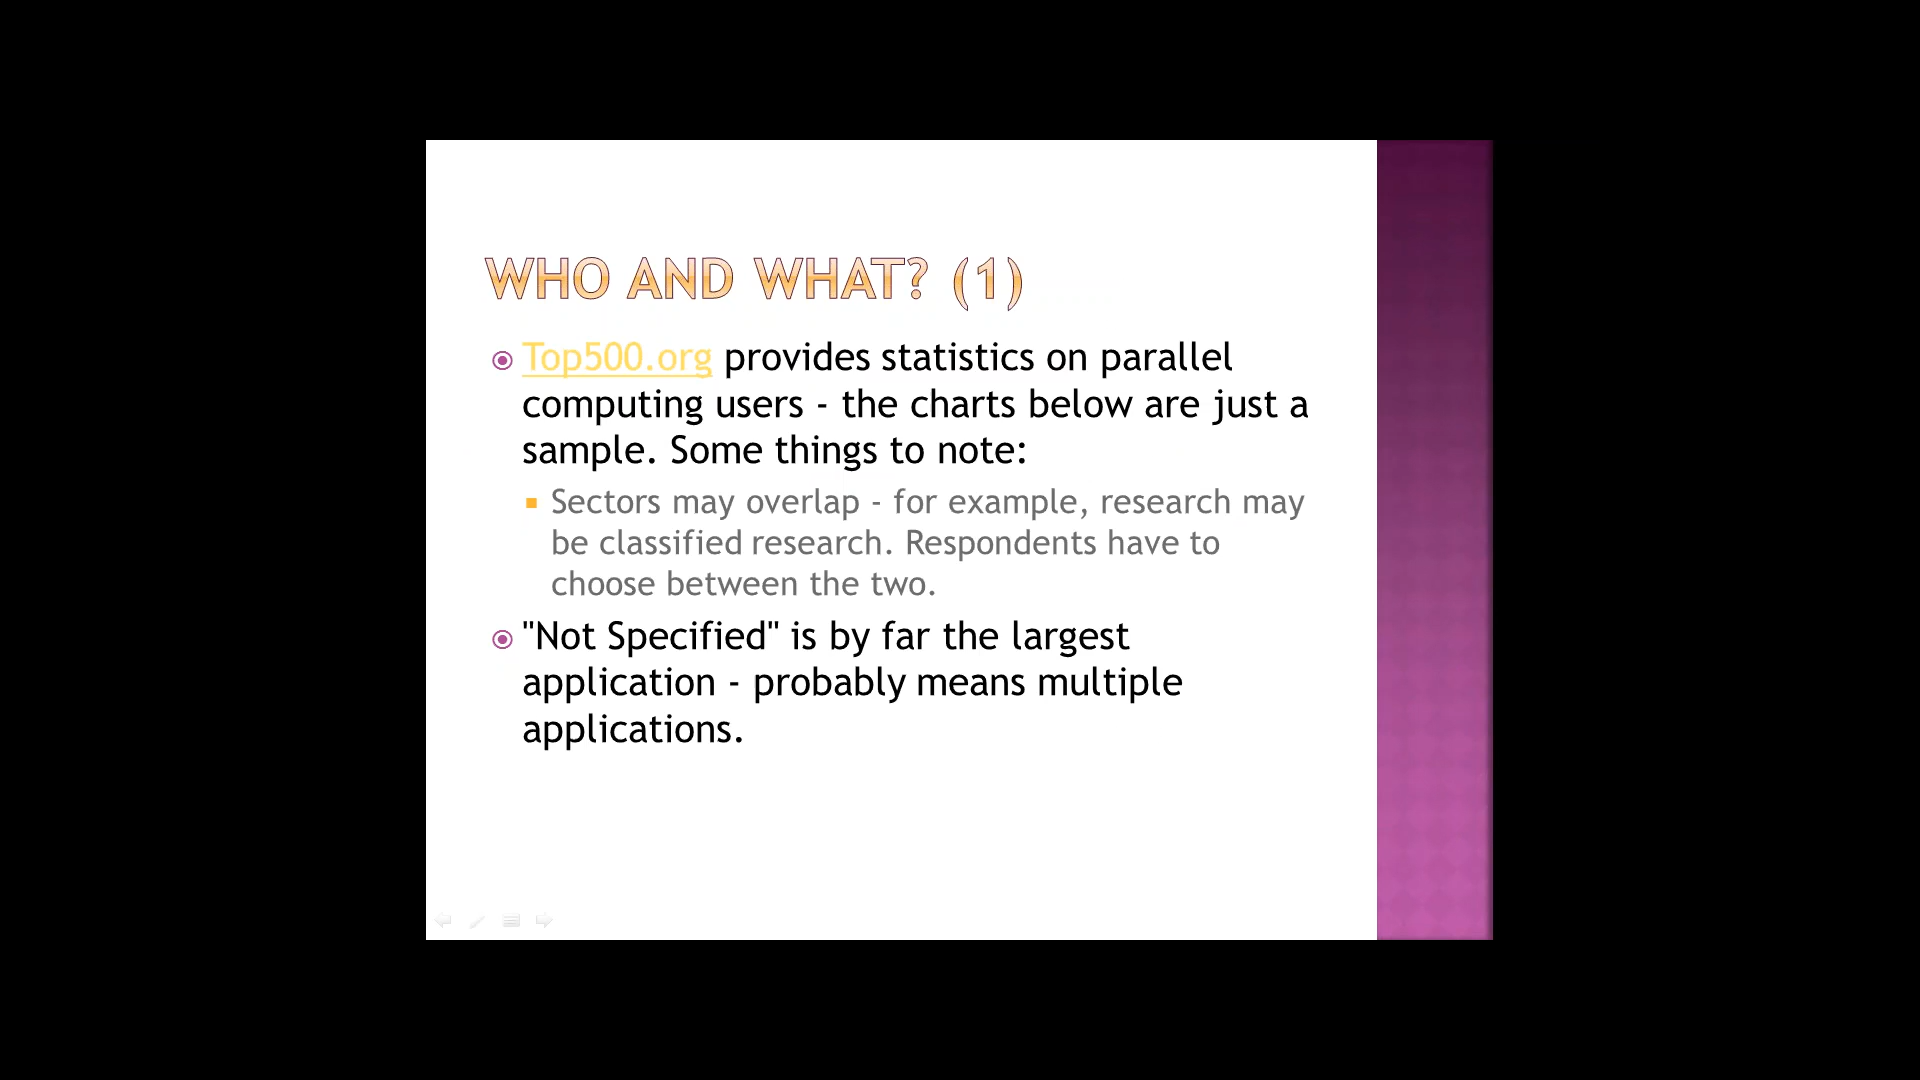 WHO AND WHAT? (1)
Top500.org provides statistics on parallel
computing users - the charts below are just a
sample. Some things to note:
Sectors may overlap - for example, research may
be classified research. Respondents have to
choose between the two.
"Not Specified" is by far the largest
application - probably means multiple
applications.